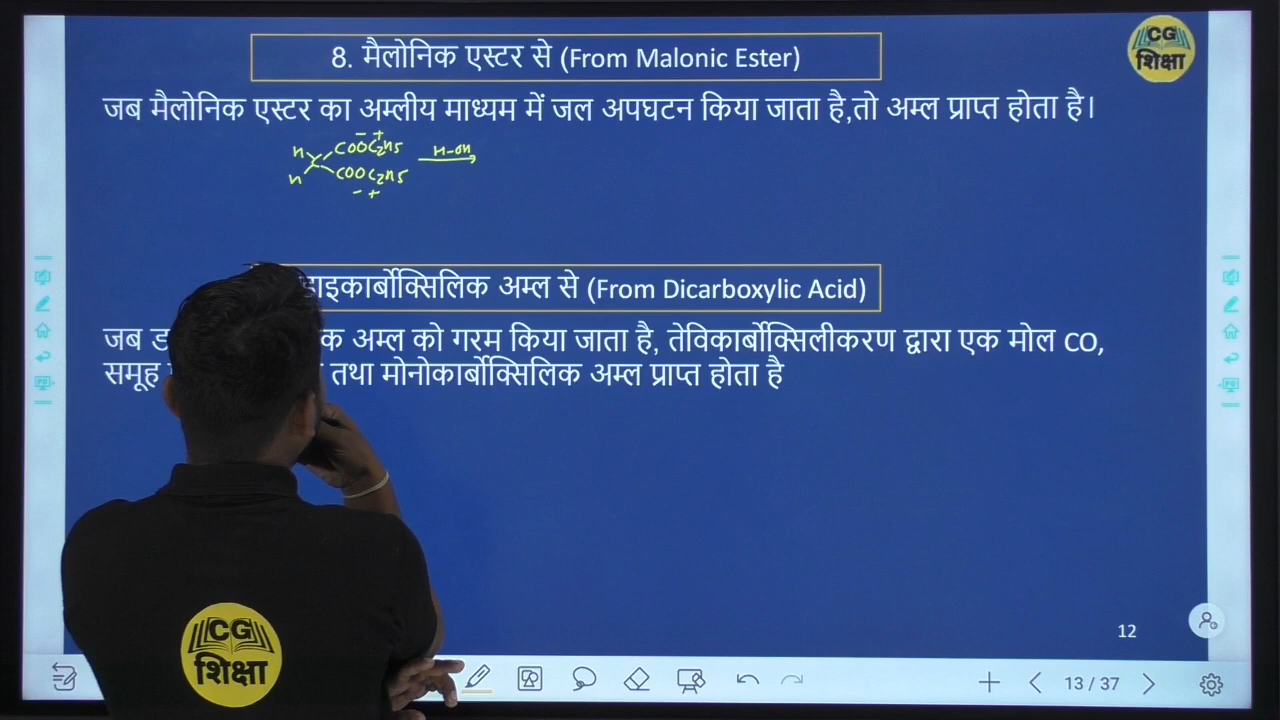 8. मैलोनिक एस्टर से (From Malonic Ester)
CG
शिक्षा
जब मैलोनिक एस्टर का अम्लीय माध्यम में जल अपघटन किया जाता है,तो अम्ल प्राप्त होता है।
डाइकार्बोक्सिलिक अम्ल से (From Dicarboxylic Acid)
जब अम्ल को गरम किया जाता है, तेविकार्बोक्सिलीकरण द्वारा एक मोल CO,
समूह तथा मोनोकार्बोक्सिलिक अम्ल प्राप्त होता है
12
CG
शिक्षा
13 / 37